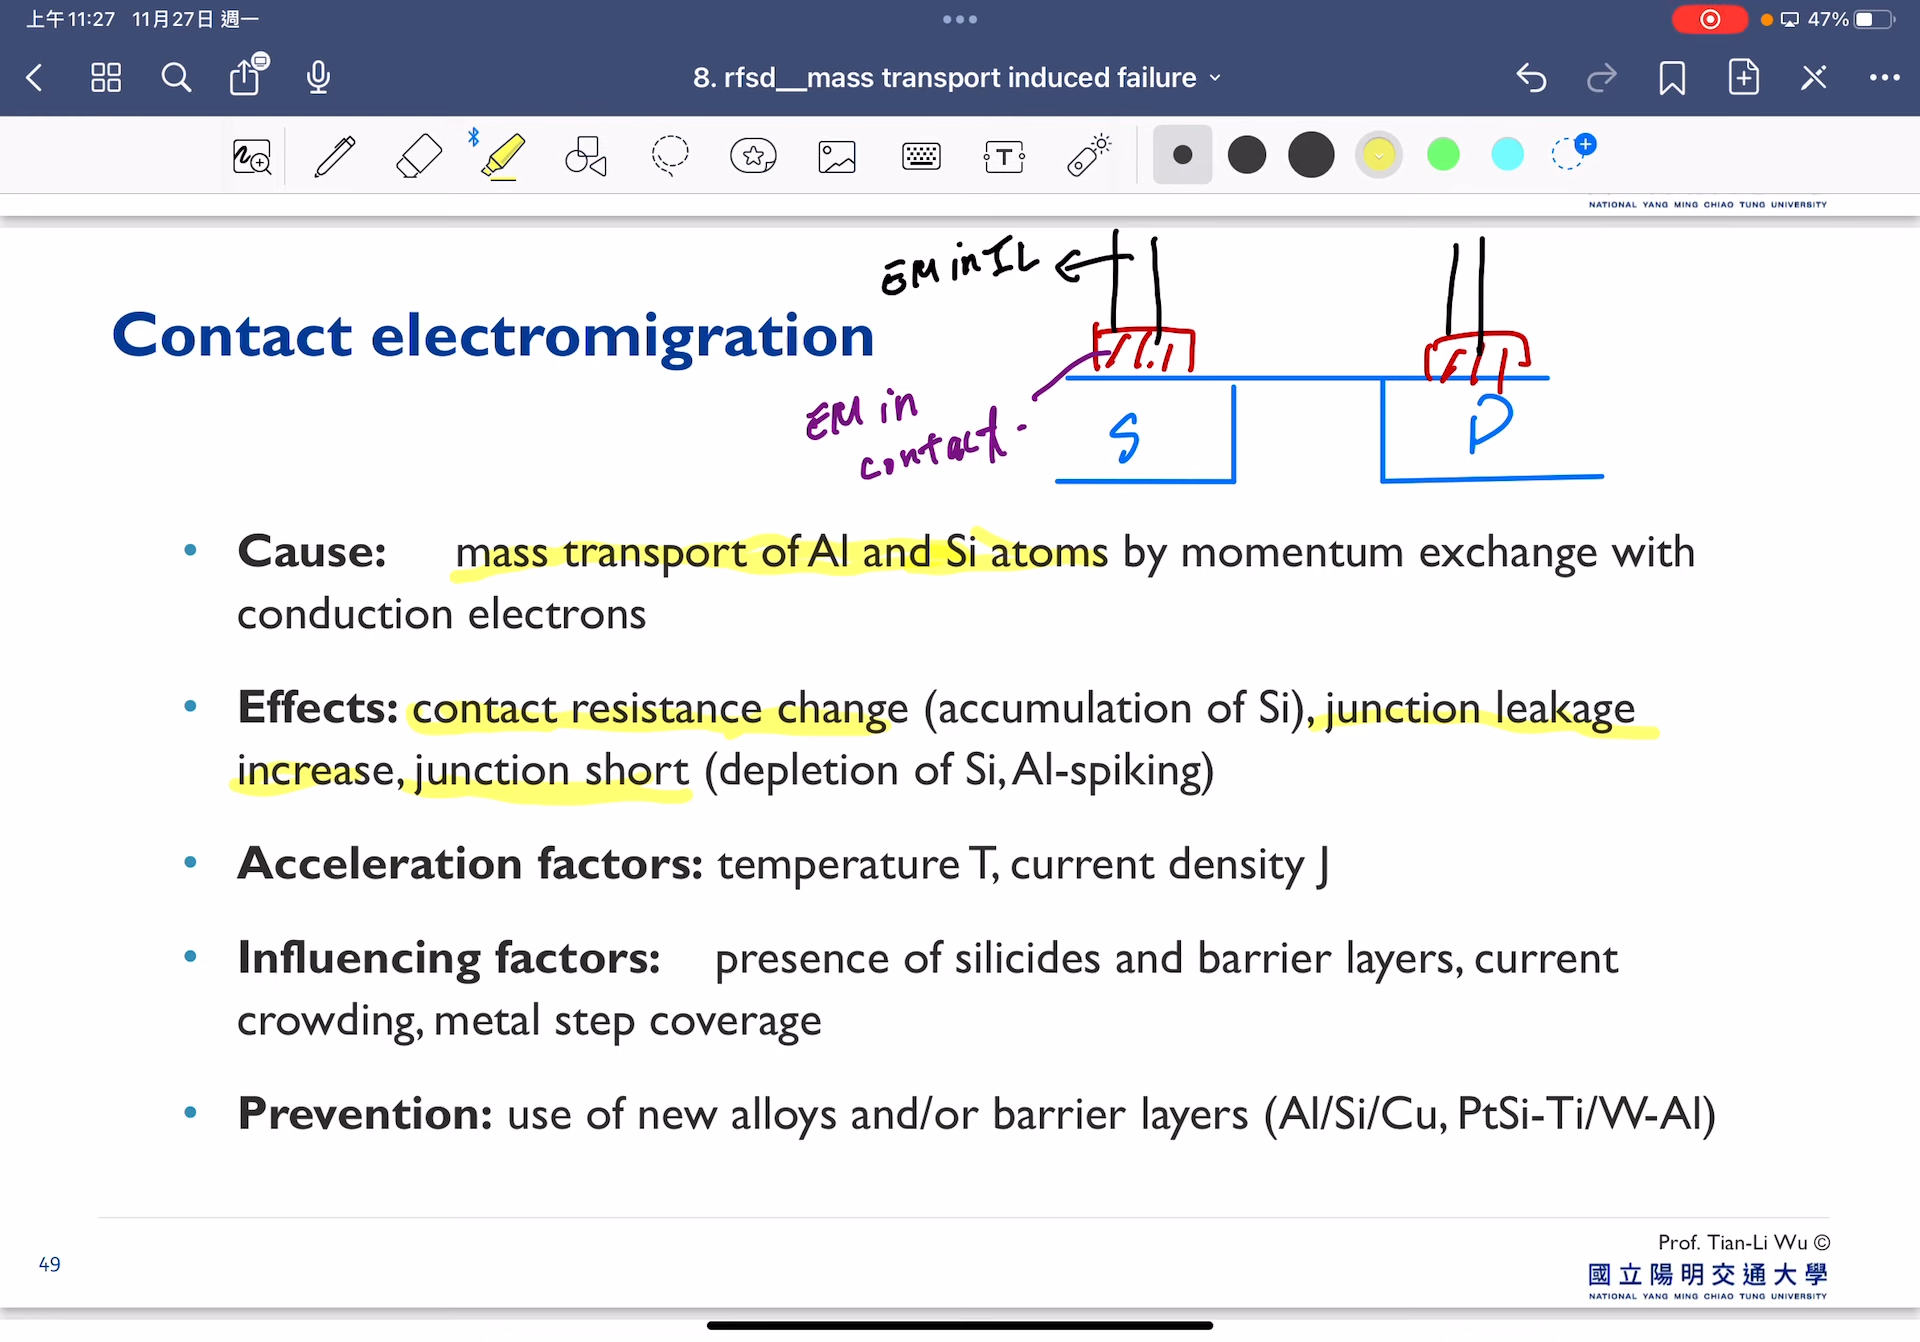 上午11:27 11月27日 週一
47%
8. rfsd__mass transport induced failure
NATIONAL YANG MING CHIAO TUNG UNIVERSITY
EM in IL
Contact electromigration
EM in
contact
S
D
• Cause: mass transport of Al and Si atoms by momentum exchange with
conduction electrons
• Effects: contact resistance change (accumulation of Si), junction leakage
increase, junction short (depletion of Si, Al-spiking)
• Acceleration factors: temperature T, current density J
• Influencing factors: presence of silicides and barrier layers, current
crowding, metal step coverage
• Prevention: use of new alloys and/or barrier layers (Al/Si/Cu, PtSi-Ti/W-Al)
49
Prof. Tian-Li Wu ©
國立陽明交通大學
NATIONAL YANG MING CHIAO TUNG UNIVERSITY